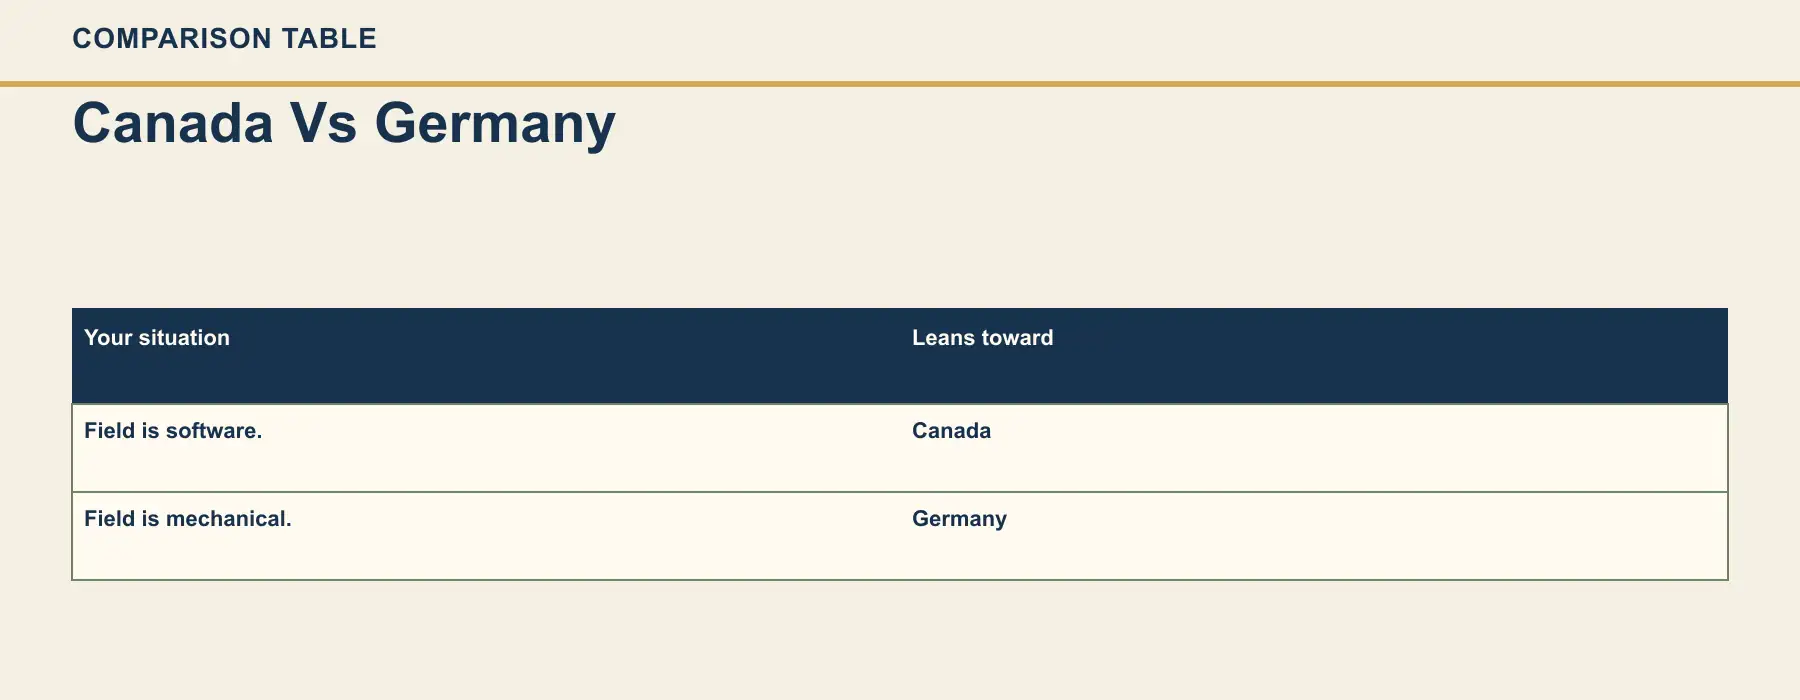 COMPARISON TABLE
Canada Vs Germany
Your situation Leans toward
Field is software. Canada
Field is mechanical. Germany